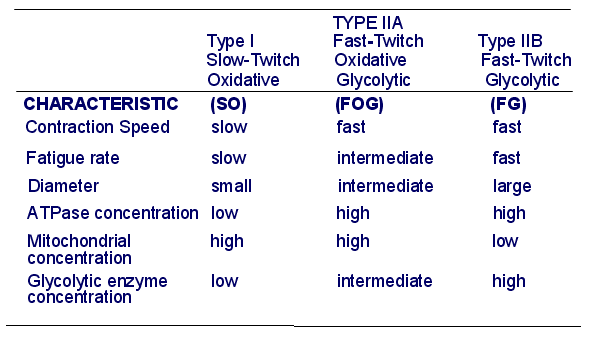 TYPE IIA
Type I Fast-Twitch Type IIB
Slow-Twitch Oxidative Fast-Twitch
Oxidative Glycolytic Glycolytic
CHARACTERISTIC (SO) (FOG) (FG)
Contraction Speed slow fast fast
Fatigue rate slow intermediate fast
Diameter small intermediate large
ATPase concentration low high high
Mitochondrial high high low
concentration
Glycolytic enzyme low intermediate high
concentration